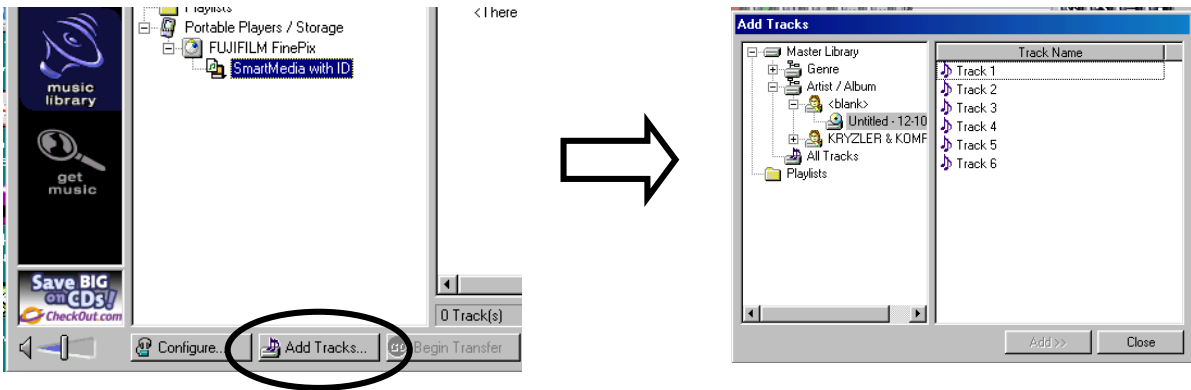 Playlists
Portable Players / Storage
FUJIFILM FinePix
SmartMedia with ID
music
library
get
music
Save BIG
on CDs!
CheckOut.com
<There
0 Track(s)
Configure...
Add Tracks...
Begin Transfer
Add Tracks
Master Library
Genre
Artist / Album
<blank>
Untitled - 12-10
KRYZLER & KOMF
All Tracks
Playlists
Track Name
Track 1
Track 2
Track 3
Track 4
Track 5
Track 6
Add >>
Close